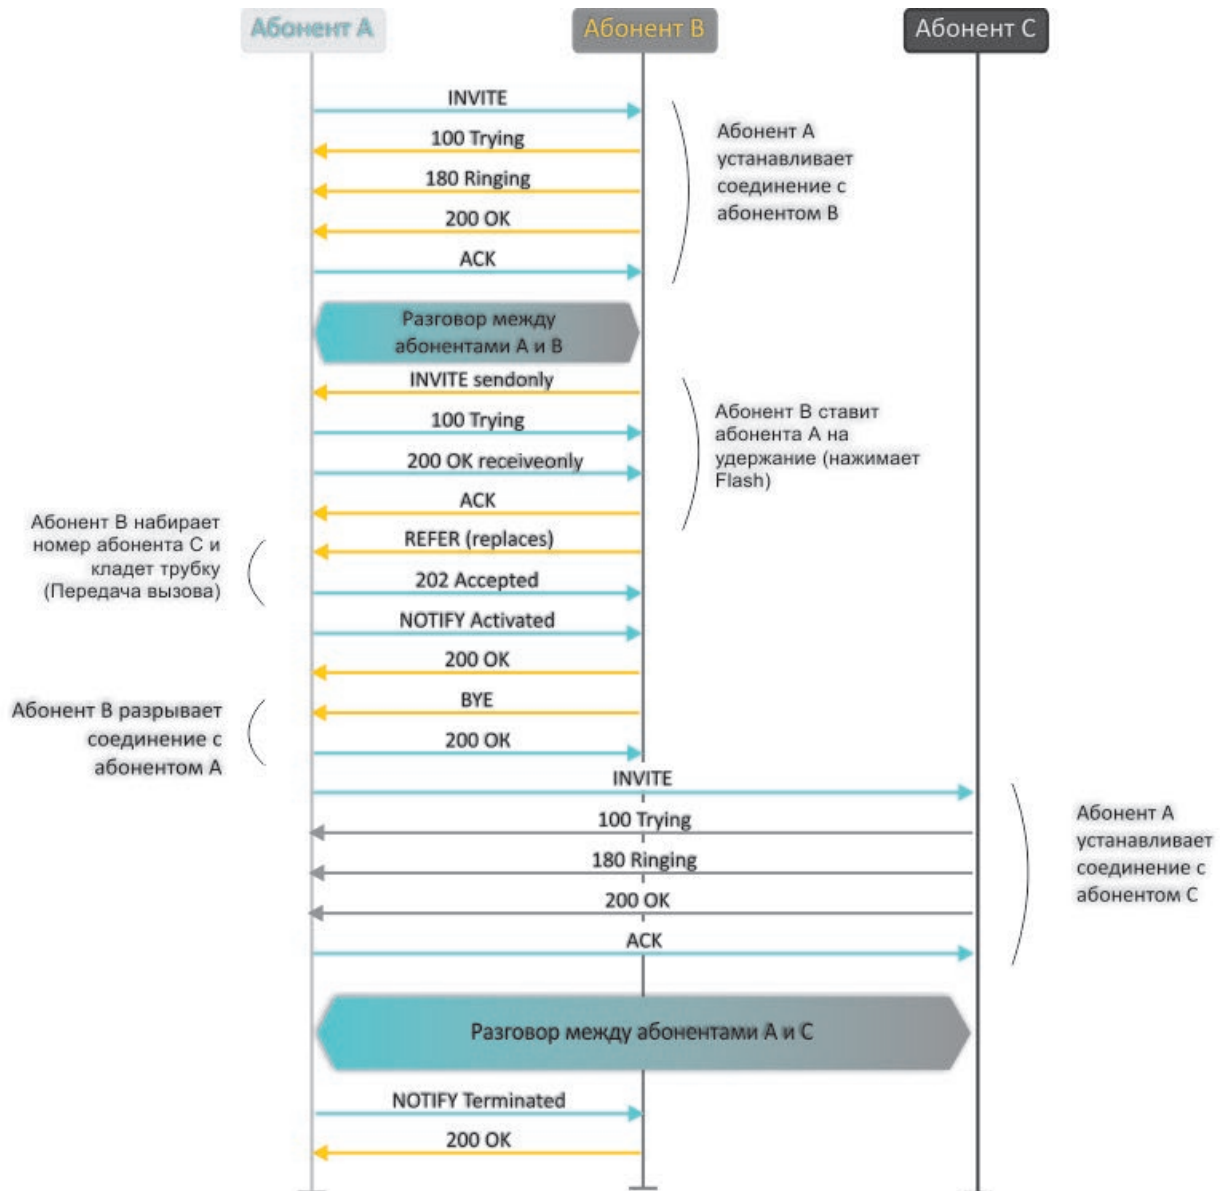 Абонент А
Абонент В
Абонент С
INVITE
100 Trying
180 Ringing
200 OK
ACK
Абонент А
устанавливает
соединение с
абонентом В
Разговор между
абонентами А и В
INVITE sendonly
100 Trying
200 OK receiveonly
ACK
Абонент В ставит
абонента А на
удержание (нажимает
Flash)
Абонент В набирает
номер абонента С и
кладет трубку
(Передача вызова)
REFER (replaces)
202 Accepted
NOTIFY Activated
200 OK
Абонент В разрывает
соединение с
абонентом А
BYE
200 OK
INVITE
100 Trying
180 Ringing
200 OK
ACK
Абонент А
устанавливает
соединение с
абонентом С
Разговор между абонентами А и С
NOTIFY Terminated
200 OK